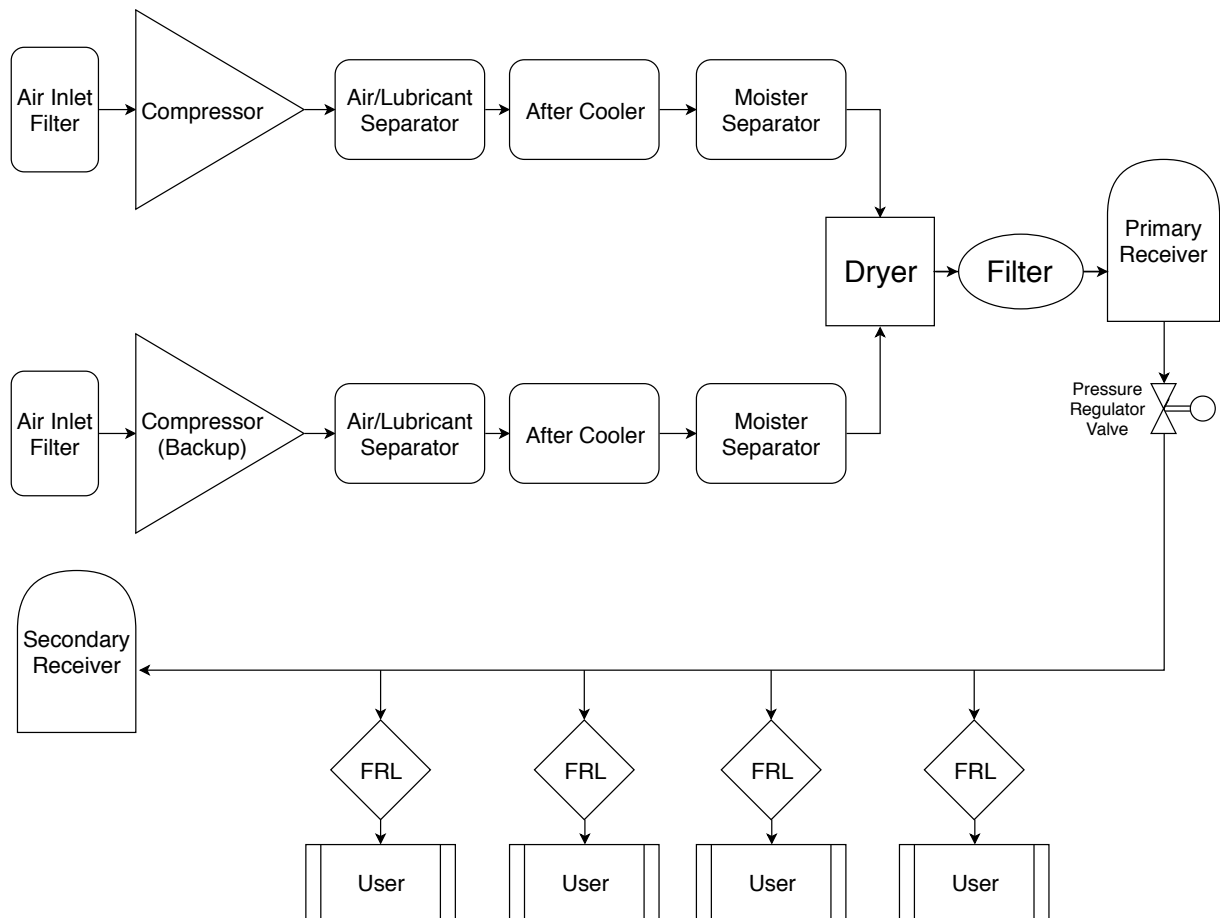 Air Inlet
Filter
Compressor
Air/Lubricant
Separator
After Cooler
Moister
Separator
Dryer
Filter
Primary
Receiver
Air Inlet
Filter
Compressor
(Backup)
Air/Lubricant
Separator
After Cooler
Moister
Separator
Pressure
Regulator
Valve
Secondary
Receiver
FRL
FRL
FRL
FRL
User
User
User
User